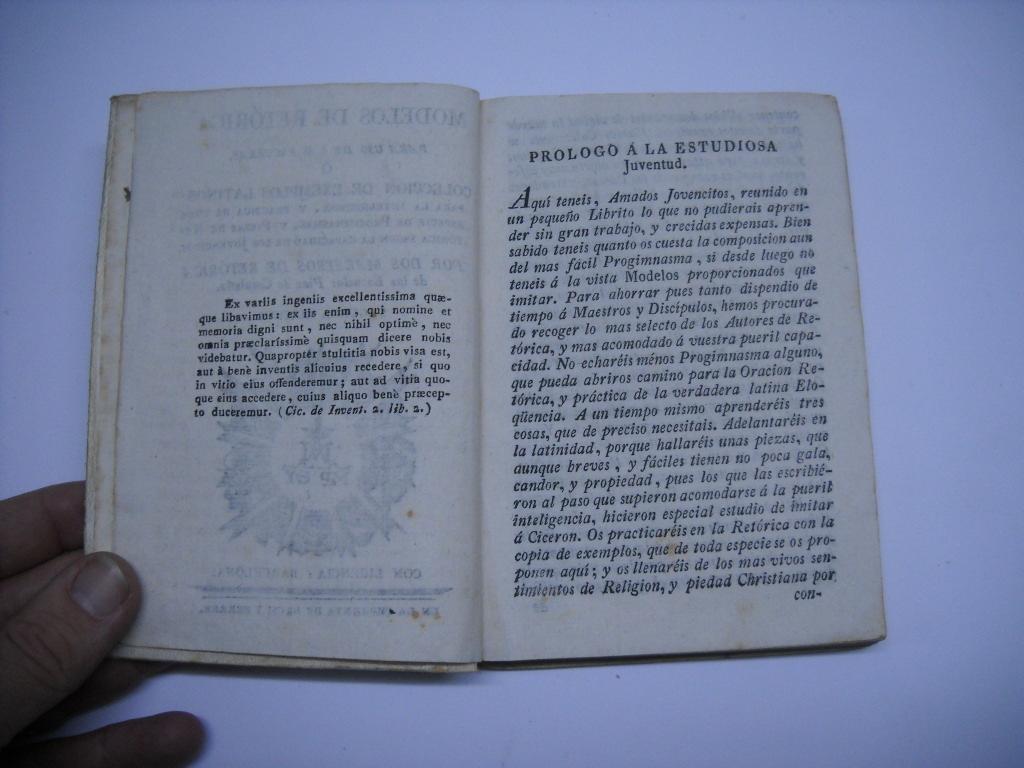 Ex variis ingeniis excellentissima quæ-
que libavimus: ex iis enim, qui nomine et
memoria digni sunt, nec nihil optimè, nec
omnia præclarissimè quisquam dicere nobis
videbatur. Quaproptèr stultitia nobis visa est,
aut à benè inventis alicuius recedere, si quo
in vitio eius offenderemur; aut ad vitia quo-
que eius accedere, cuius aliquo benè præcep-
to duceremur. (Cic. de Invent. 2. lib. 2.)
PROLOGO Á LA ESTUDIOSA
Juventud.
Aquí teneis, Amados Jovencitos, reunido en
un pequeño Librito lo que no pudierais apren-
der sin gran trabajo, y crecidas expensas. Bien
sabido teneis quanto os cuesta la composicion aun
del mas fácil Progimnasma, si desde luego no
teneis á la vista Modelos proporcionados que
imitar. Para ahorrar pues tanto dispendio de
tiempo á Maestros y Discípulos, hemos procura-
do recoger lo mas selecto de los Autores de Re-
tórica, y mas acomodado á vuestra pueril capa-
cidad. No echaréis ménos Progimnasma alguno,
que pueda abriros camino para la Oracion Re-
tórica, y práctica de la verdadera latina Elo-
qüencia. A un tiempo mismo aprenderéis tres
cosas, que de preciso necesitais. Adelantaréis en
la latinidad, porque hallaréis unas piezas, que
aunque breves, y fáciles tienen no poca gala,
candor, y propiedad, pues los que las escribié-
ron al paso que supieron acomodarse á la pueril
inteligencia, hicieron especial estudio de imitar
á Ciceron. Os practicaréis en la Retórica con la
copia de exemplos, que de toda especie se os pro-
ponen aquí; y os llenaréis de los mas vivos sen-
timientos de Religion, y piedad Christiana por
con-